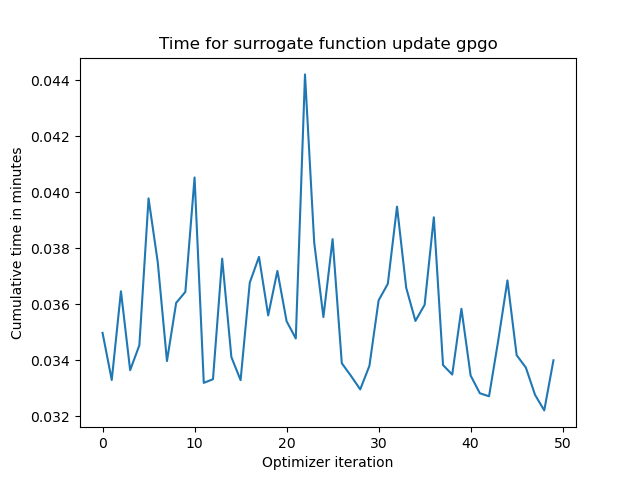 Time for surrogate function update gpgo
Cumulative time in minutes
0.044
0.042
0.040
0.038
0.036
0.034
0.032
0 10 20 30 40 50
Optimizer iteration